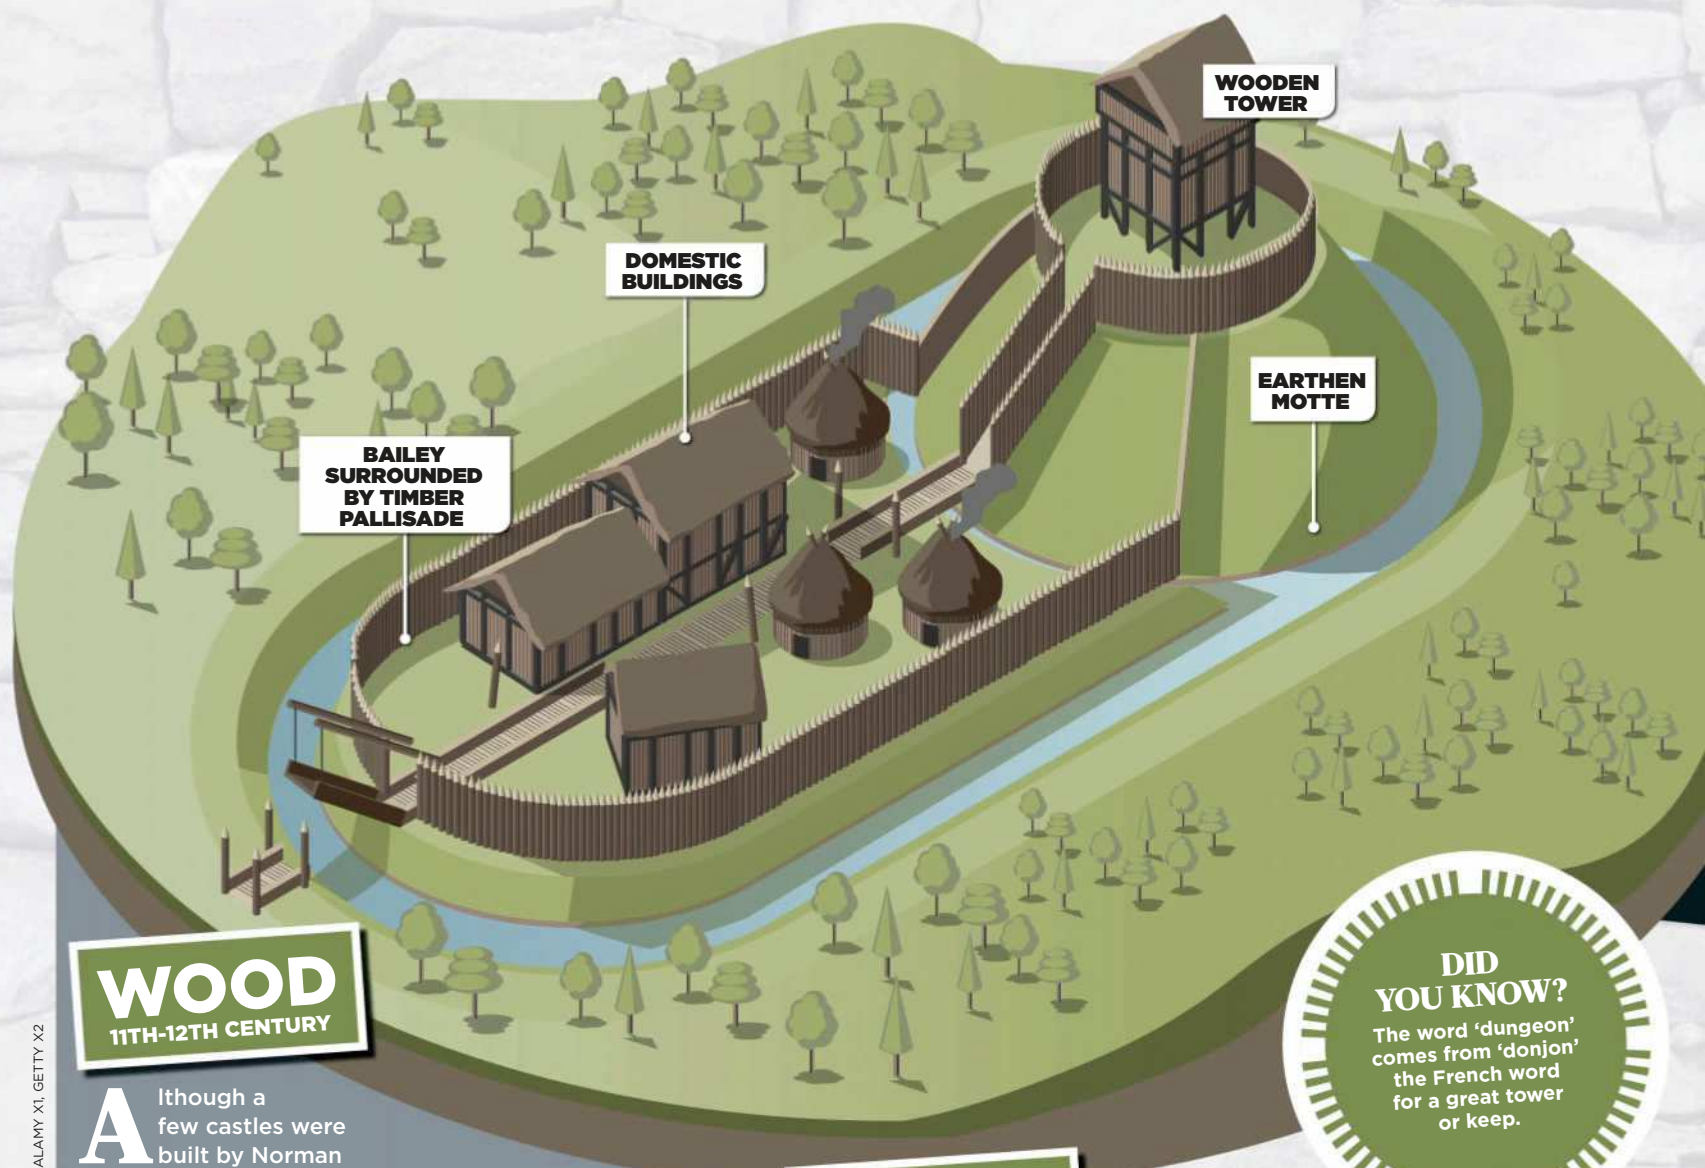 WOODEN
TOWER
DOMESTIC
BUILDINGS
EARTHEN
MOTTE
BAILEY
SURROUNDED
BY TIMBER
PALLISADE
WOOD
11TH-12TH CENTURY
Although a
few castles were
built by Norman
DID
YOU KNOW?
The word ‘dungeon’
comes from ‘donjon’
the French word
for a great tower
or keep.
ALAMY X1, GETTY X2